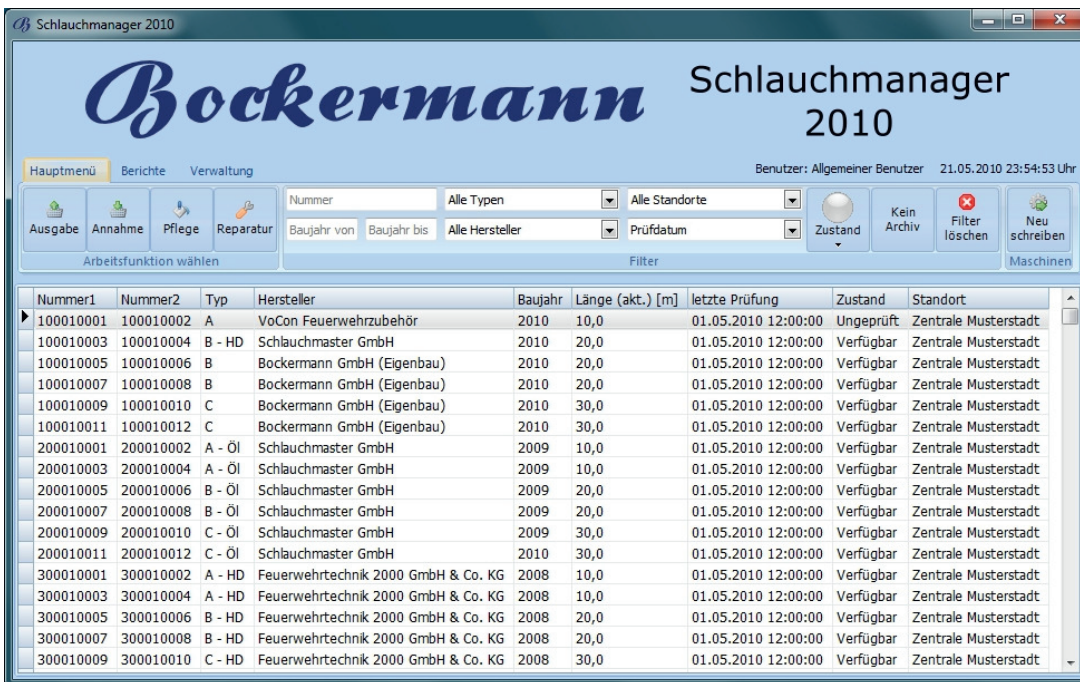 Schlauchmanager 2010
Bockermann
Schlauchmanager
2010
Hauptmenü Berichte Verwaltung Benutzer: Allgemeiner Benutzer 21.05.2010 23:54:53 Uhr
Nummer Alle Typen Alle Standorte
Ausgabe Annahme Pflege Reparatur Baujahr von Baujahr bis Alle Hersteller Prüfdatum Zustand Kein Archiv Filter löschen Neu schreiben
Arbeitsfunktion wählen Filter Maschinen
Nummer1 Nummer2 Typ Hersteller Baujahr Länge (akt.) [m] letzte Prüfung Zustand Standort
100010001 100010002 A VoCon Feuerwehrzubehör 2010 10,0 01.05.2010 12:00:00 Ungeprüft Zentrale Musterstadt
100010003 100010004 B - HD Schlauchmaster GmbH 2010 20,0 01.05.2010 12:00:00 Verfügbar Zentrale Musterstadt
100010005 100010006 B Bockermann GmbH (Eigenbau) 2010 20,0 01.05.2010 12:00:00 Verfügbar Zentrale Musterstadt
100010007 100010008 B Bockermann GmbH (Eigenbau) 2010 20,0 01.05.2010 12:00:00 Verfügbar Zentrale Musterstadt
100010009 100010010 C Bockermann GmbH (Eigenbau) 2010 30,0 01.05.2010 12:00:00 Verfügbar Zentrale Musterstadt
100010011 100010012 C Bockermann GmbH (Eigenbau) 2010 30,0 01.05.2010 12:00:00 Verfügbar Zentrale Musterstadt
200010001 200010002 A - Öl Schlauchmaster GmbH 2009 10,0 01.05.2010 12:00:00 Verfügbar Zentrale Musterstadt
200010003 200010004 A - Öl Schlauchmaster GmbH 2009 10,0 01.05.2010 12:00:00 Verfügbar Zentrale Musterstadt
200010005 200010006 B - Öl Schlauchmaster GmbH 2009 20,0 01.05.2010 12:00:00 Verfügbar Zentrale Musterstadt
200010007 200010008 B - Öl Schlauchmaster GmbH 2009 20,0 01.05.2010 12:00:00 Verfügbar Zentrale Musterstadt
200010009 200010010 C - Öl Schlauchmaster GmbH 2009 30,0 01.05.2010 12:00:00 Verfügbar Zentrale Musterstadt
200010011 200010012 C - Öl Schlauchmaster GmbH 2010 30,0 01.05.2010 12:00:00 Verfügbar Zentrale Musterstadt
300010001 300010002 A - HD Feuerwehrtechnik 2000 GmbH & Co. KG 2008 10,0 01.05.2010 12:00:00 Verfügbar Zentrale Musterstadt
300010003 300010004 A - HD Feuerwehrtechnik 2000 GmbH & Co. KG 2008 10,0 01.05.2010 12:00:00 Verfügbar Zentrale Musterstadt
300010005 300010006 B - HD Feuerwehrtechnik 2000 GmbH & Co. KG 2008 20,0 01.05.2010 12:00:00 Verfügbar Zentrale Musterstadt
300010007 300010008 B - HD Feuerwehrtechnik 2000 GmbH & Co. KG 2008 20,0 01.05.2010 12:00:00 Verfügbar Zentrale Musterstadt
300010009 300010010 C - HD Feuerwehrtechnik 2000 GmbH & Co. KG 2008 30,0 01.05.2010 12:00:00 Verfügbar Zentrale Musterstadt